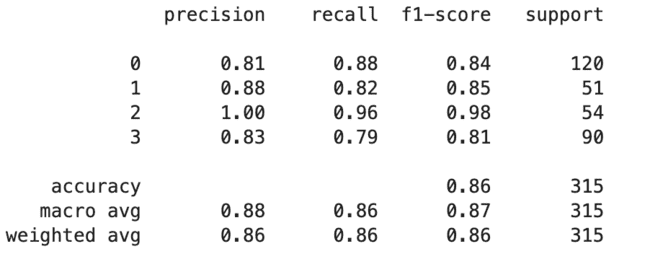 precision recall f1-score support
0 0.81 0.88 0.84 120
1 0.88 0.82 0.85 51
2 1.00 0.96 0.98 54
3 0.83 0.79 0.81 90
accuracy 0.86 315
macro avg 0.88 0.86 0.87 315
weighted avg 0.86 0.86 0.86 315